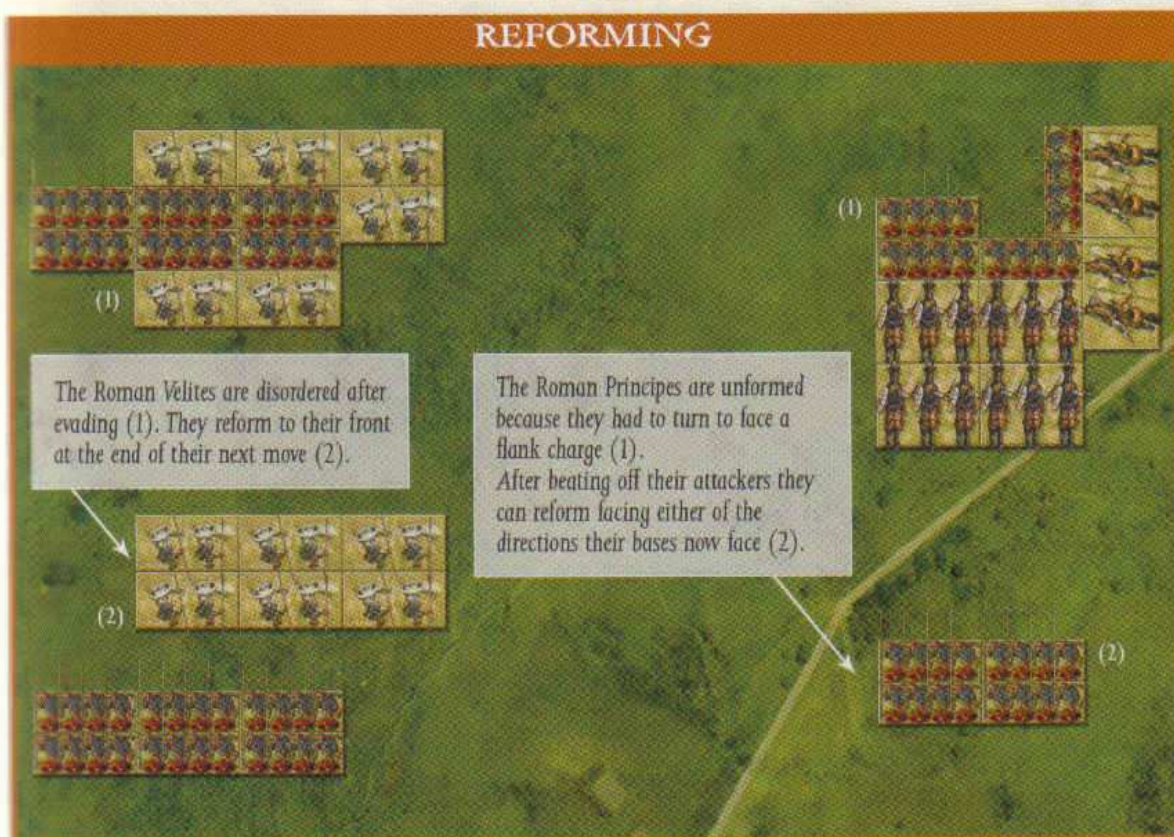 REFORMING
(1)
The Roman Velites are disordered after
evading (1). They reform to their front
at the end of their next move (2).
(2)
(1)
The Roman Principes are unformed
because they had to turn to face a
flank charge (1).
After beating off their attackers they
can reform facing either of the
directions their bases now face (2).
(2)